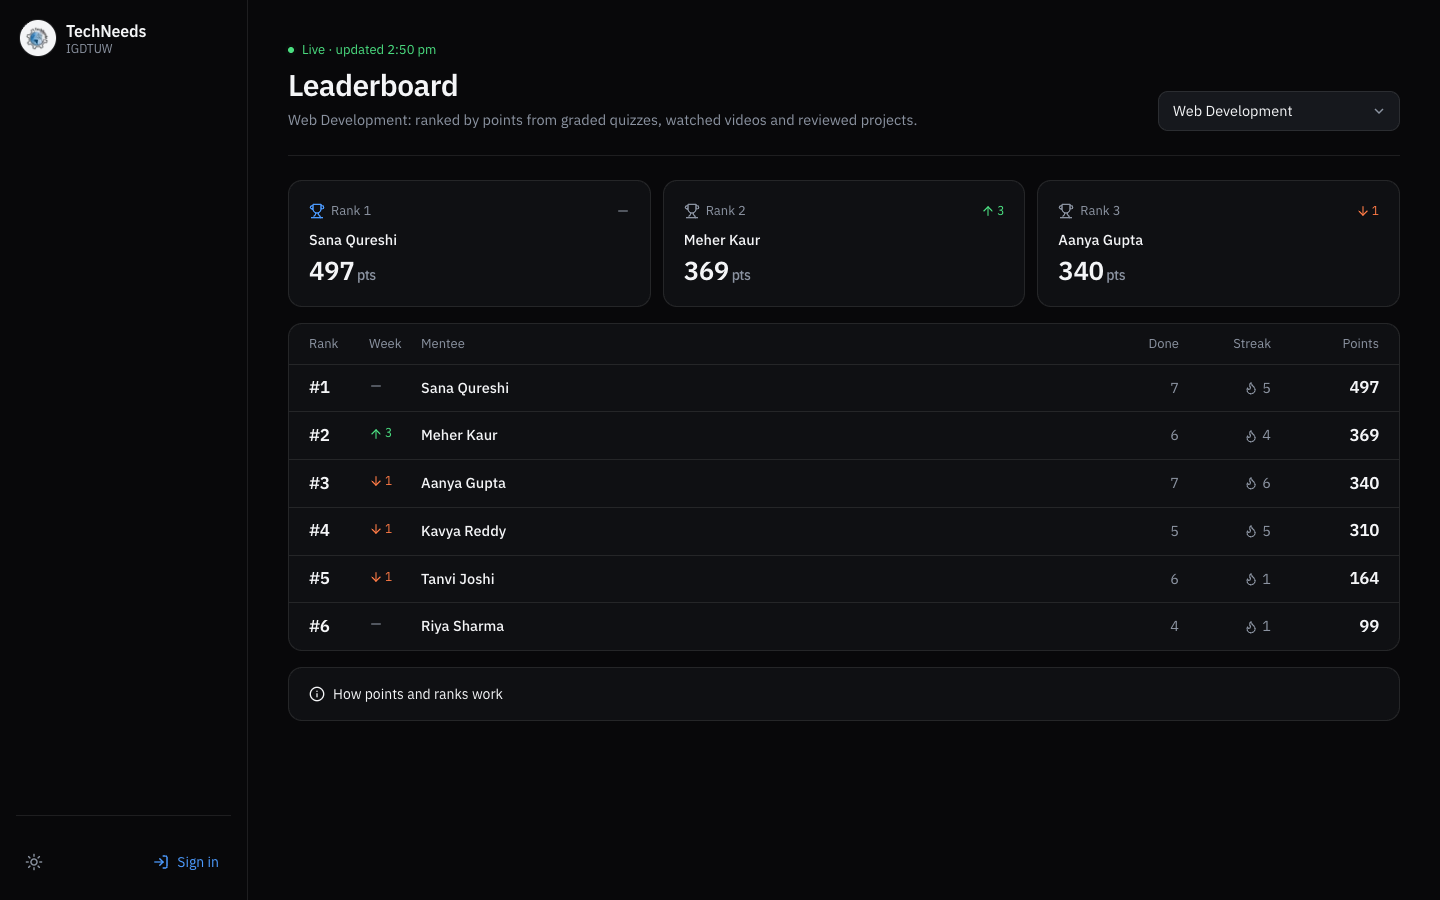 TechNeeds
IGDTUW
Live · updated 2:50 pm
Leaderboard
Web Development: ranked by points from graded quizzes, watched videos and reviewed projects.
Web Development
Rank 1 —
Sana Qureshi
497 pts
Rank 2 ↑ 3
Meher Kaur
369 pts
Rank 3 ↓ 1
Aanya Gupta
340 pts
Rank Week Mentee Done Streak Points
#1 — Sana Qureshi 7 5 497
#2 ↑ 3 Meher Kaur 6 4 369
#3 ↓ 1 Aanya Gupta 7 6 340
#4 ↓ 1 Kavya Reddy 5 5 310
#5 ↓ 1 Tanvi Joshi 6 1 164
#6 — Riya Sharma 4 1 99
How points and ranks work
Sign in